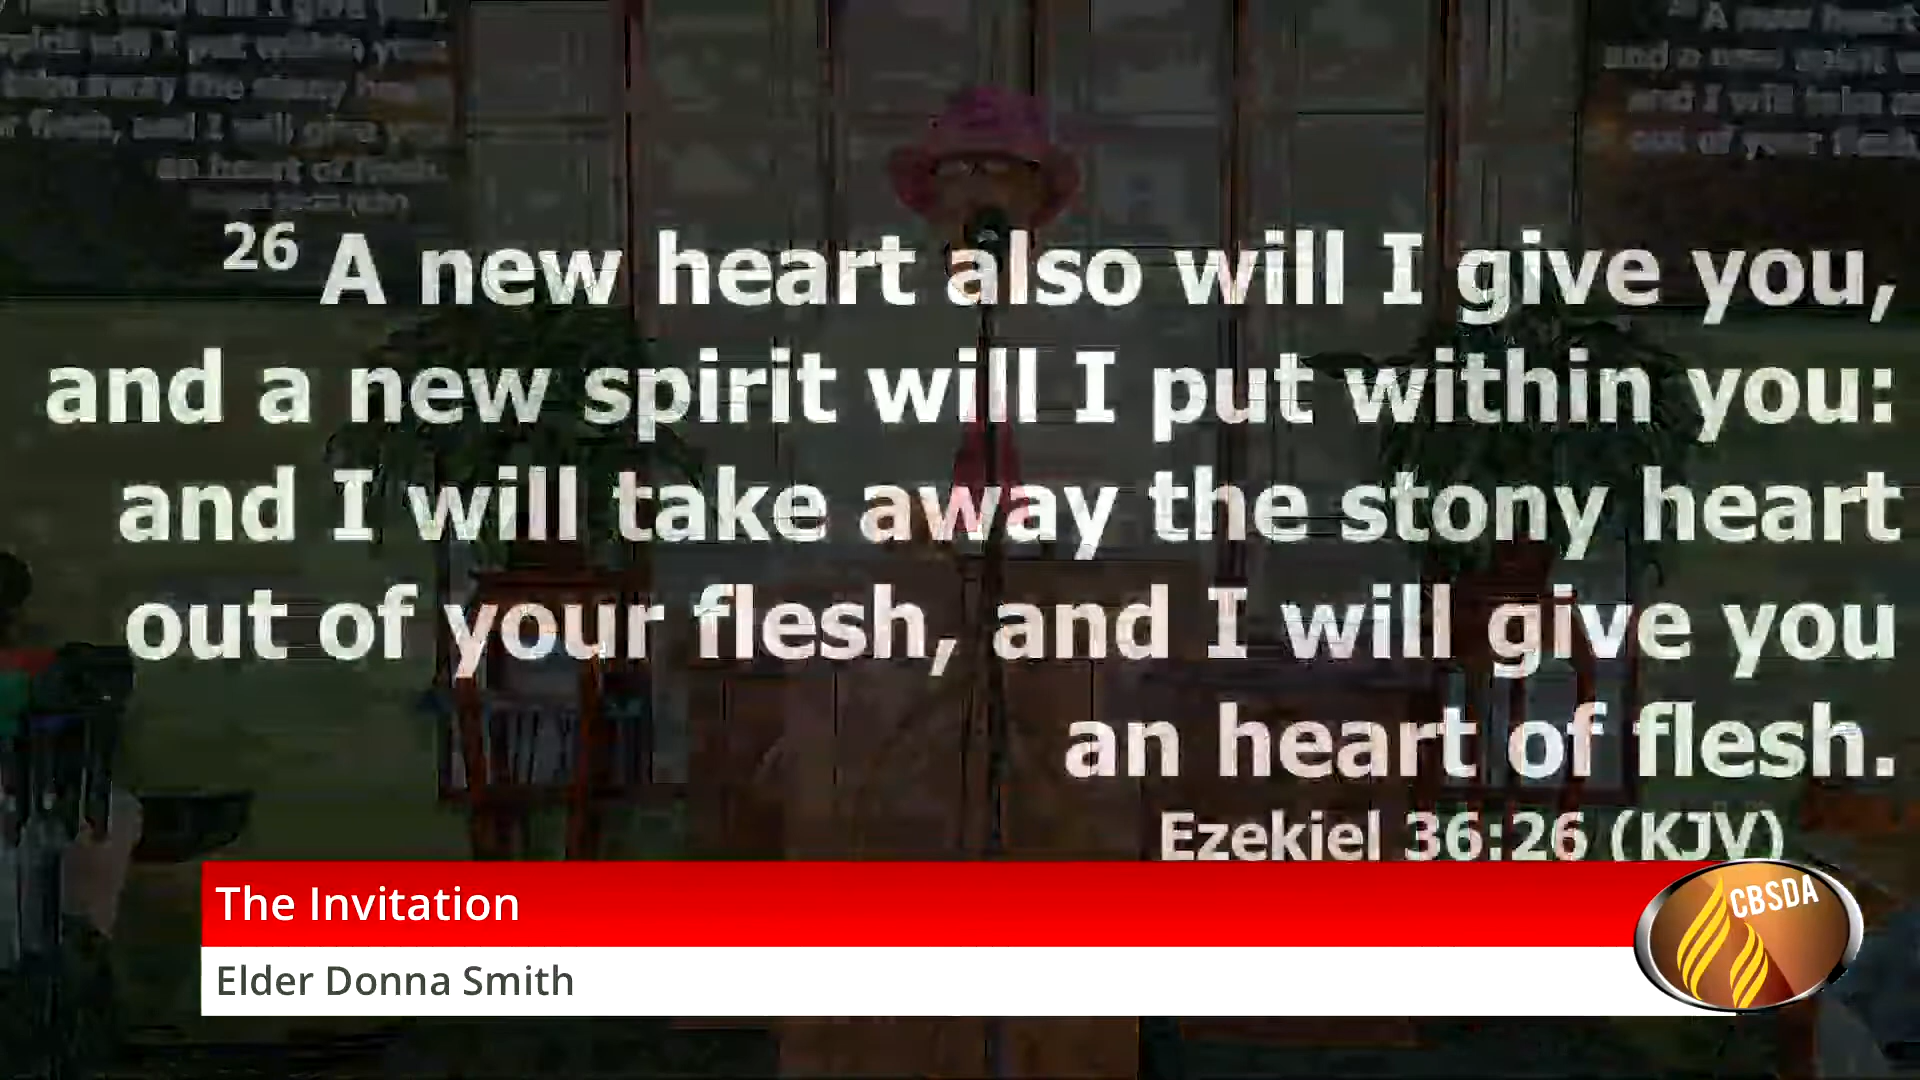 26 A new heart also will I give you,
and a new spirit will I put within you:
and I will take away the stony heart
out of your flesh, and I will give you
an heart of flesh.
Ezekiel 36:26 (KJV)
The Invitation
Elder Donna Smith
CBSDA